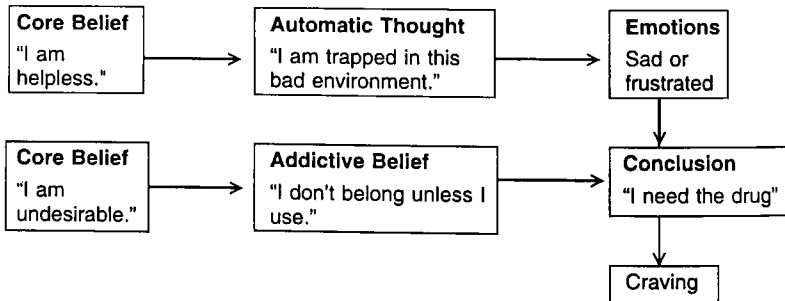 Core Belief
"I am
helpless."
Automatic Thought
"I am trapped in this
bad environment."
Emotions
Sad or
frustrated
Core Belief
"I am
undesirable."
Addictive Belief
"I don't belong unless I
use."
Conclusion
"I need the drug"
Craving